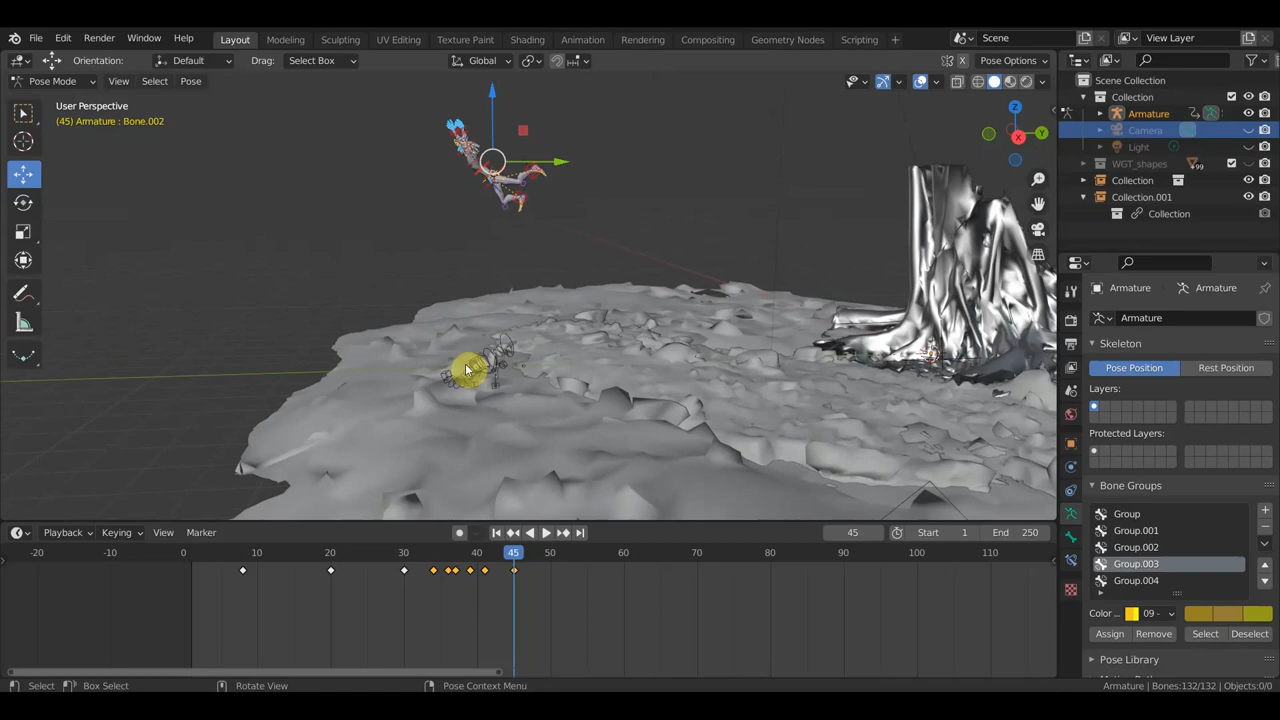 File Edit Render Window Help Layout Modeling Sculpting UV Editing Texture Paint Shading Animation Rendering Compositing Geometry Nodes Scripting + Scene View Layer
Orientation: Default Drag: Select Box Global X Pose Options
Pose Mode View Select Pose
Scene Collection
Collection
Armature
Camera
Light
WGT_shapes +99
Collection
Collection.001
Collection
User Perspective
(45) Armature : Bone.002
Z
Y
X
Armature Armature
Armature
Skeleton
Pose Position Rest Position
Layers:
Protected Layers:
Bone Groups
Group
Group.001
Group.002
Group.003
Group.004
Color ... 09 -
Assign Remove Select Deselect
Pose Library
Playback Keying View Marker 45 Start 1 End 250
-20 -10 0 10 20 30 40 45 50 60 70 80 90 100 110
Select Box Select Rotate View Pose Context Menu Armature | Bones:132/132 | Objects:0/0